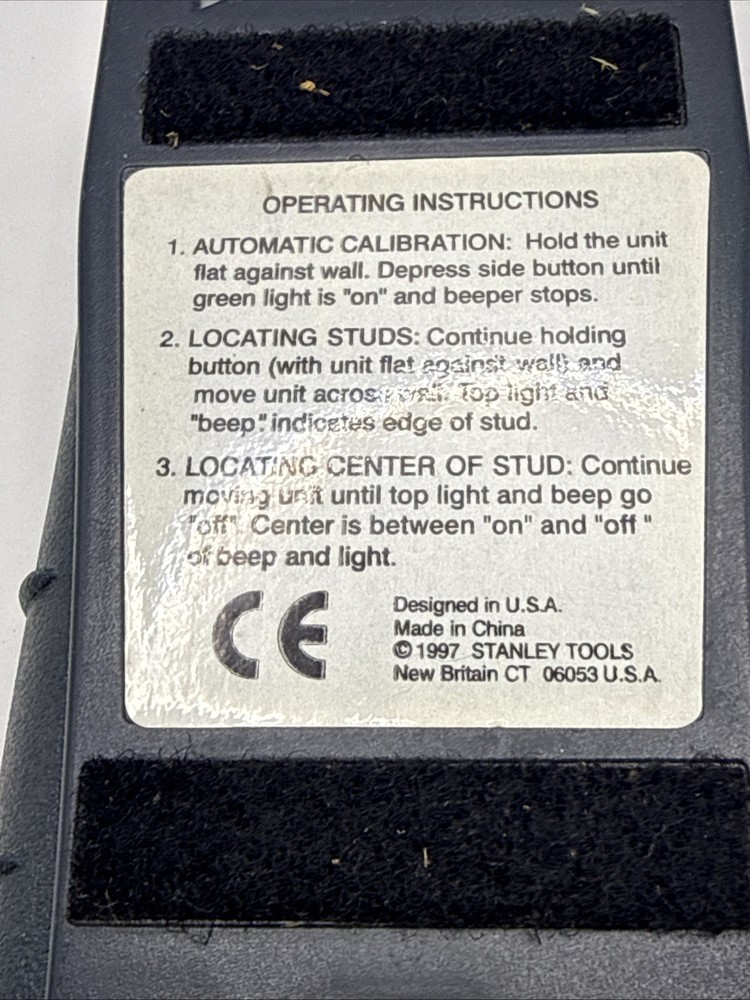 OPERATING INSTRUCTIONS
1. AUTOMATIC CALIBRATION: Hold the unit
flat against wall. Depress side button until
green light is "on" and beeper stops.
2. LOCATING STUDS: Continue holding
button (with unit flat against wall) and
move unit across wall. Top light and
"beep" indicates edge of stud.
3. LOCATING CENTER OF STUD: Continue
moving unit until top light and beep go
"off". Center is between "on" and "off "
of beep and light.
CE
Designed in U.S.A.
Made in China
©1997 STANLEY TOOLS
New Britain CT 06053 U.S.A.